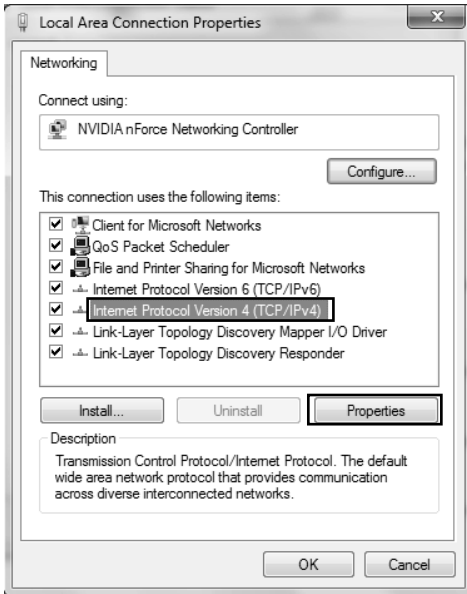 Local Area Connection Properties
Networking
Connect using:
NVIDIA nForce Networking Controller
Configure...
This connection uses the following items:
Client for Microsoft Networks
QoS Packet Scheduler
File and Printer Sharing for Microsoft Networks
Internet Protocol Version 6 (TCP/IPv6)
Internet Protocol Version 4 (TCP/IPv4)
Link-Layer Topology Discovery Mapper I/O Driver
Link-Layer Topology Discovery Responder
Install... Uninstall Properties
Description
Transmission Control Protocol/Internet Protocol. The default
wide area network protocol that provides communication
across diverse interconnected networks.
OK Cancel